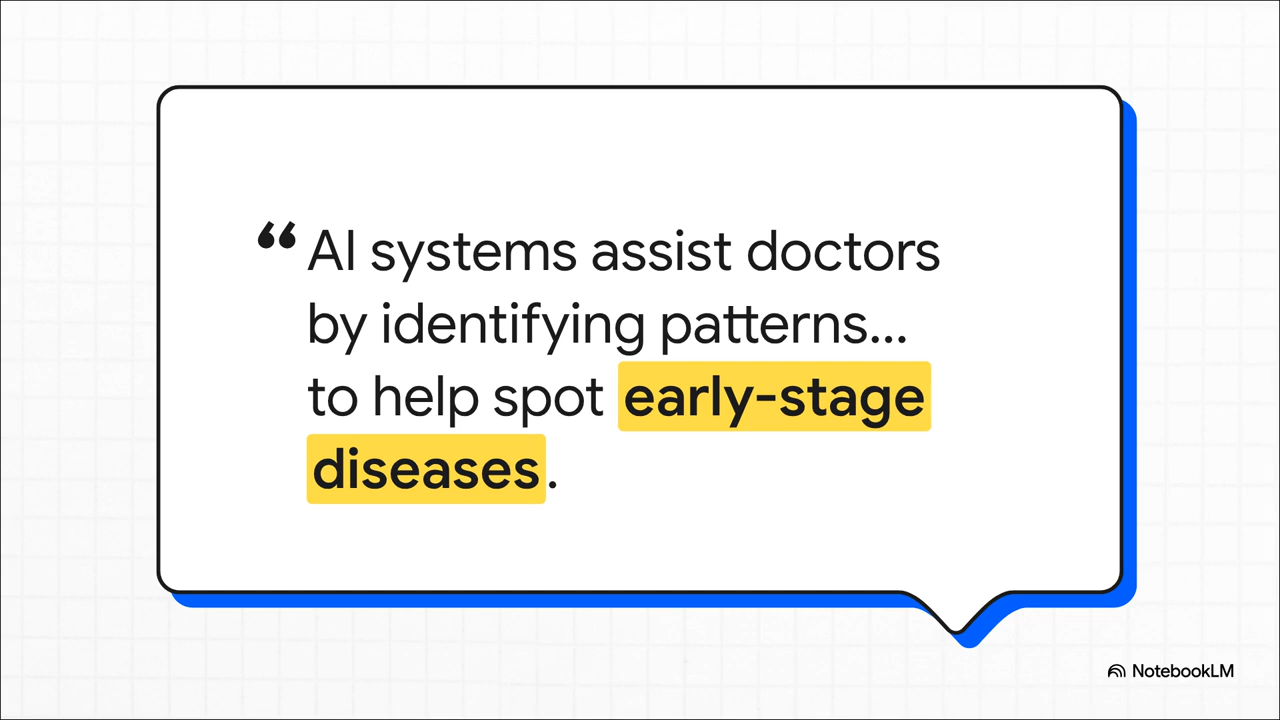 “AI systems assist doctors
by identifying patterns...
to help spot early-stage
diseases.
NotebookLM